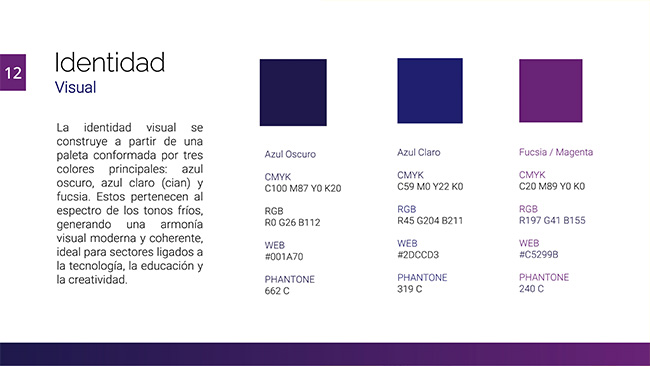 12
Identidad
Visual
La identidad visual se
construye a partir de una
paleta conformada por tres
colores principales: azul
oscuro, azul claro (cian) y
fucsia. Estos pertenecen al
espectro de los tonos fríos,
generando una armonía
visual moderna y coherente,
ideal para sectores ligados a
la tecnología, la educación y
la creatividad.
Azul Oscuro
CMYK
C100 M87 Y0 K20
RGB
R0 G26 B112
WEB
#001A70
PHANTONE
662 C
Azul Claro
CMYK
C59 M0 Y22 K0
RGB
R45 G204 B211
WEB
#2DCCD3
PHANTONE
319 C
Fucsia / Magenta
CMYK
C20 M89 Y0 K0
RGB
R197 G41 B155
WEB
#C5299B
PHANTONE
240 C